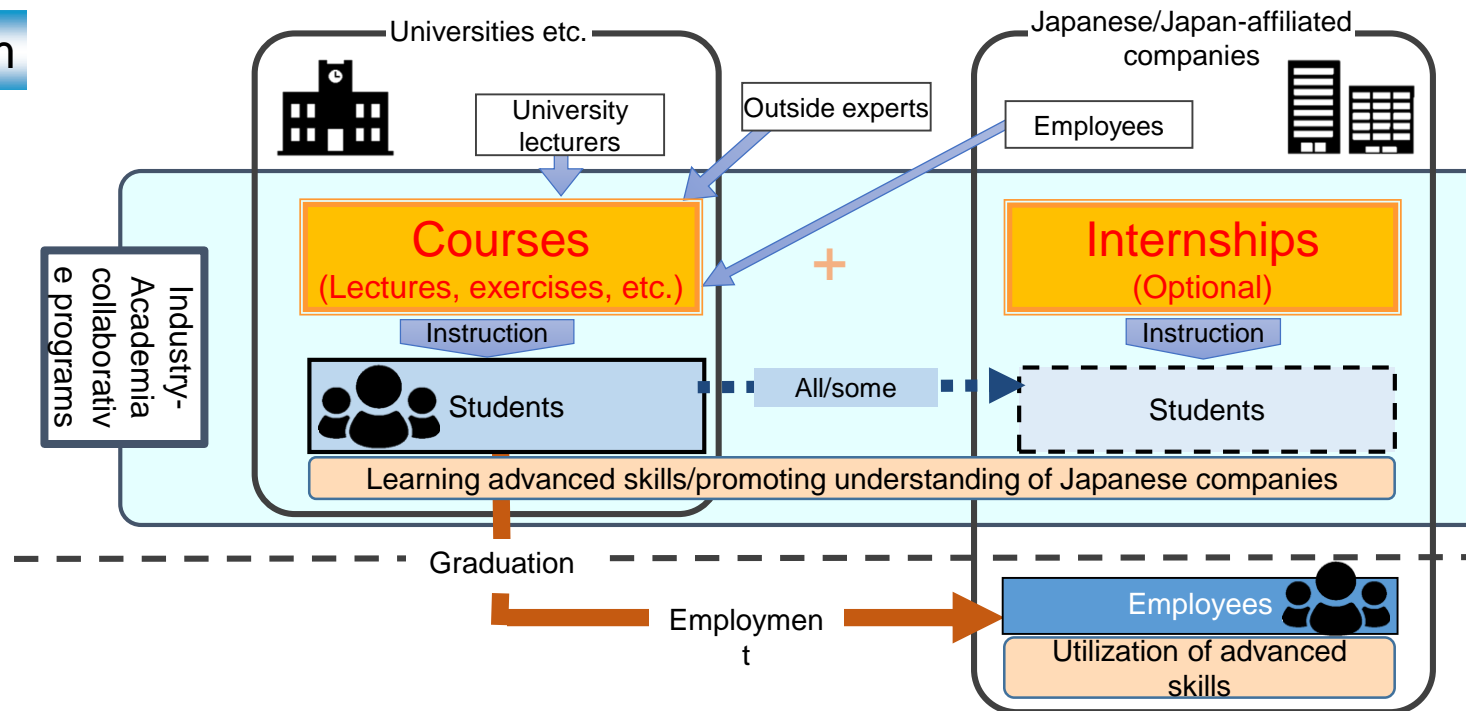 n
Universities etc.
Japanese/Japan-affiliated
companies
University
lecturers
Outside experts
Employees
Industry-
Academia
collaborativ
e programs
Courses
(Lectures, exercises, etc.)
+
Internships
(Optional)
Instruction
Instruction
Students
All/some
Students
Learning advanced skills/promoting understanding of Japanese companies
Graduation
Employmen
t
Employees
Utilization of advanced
skills